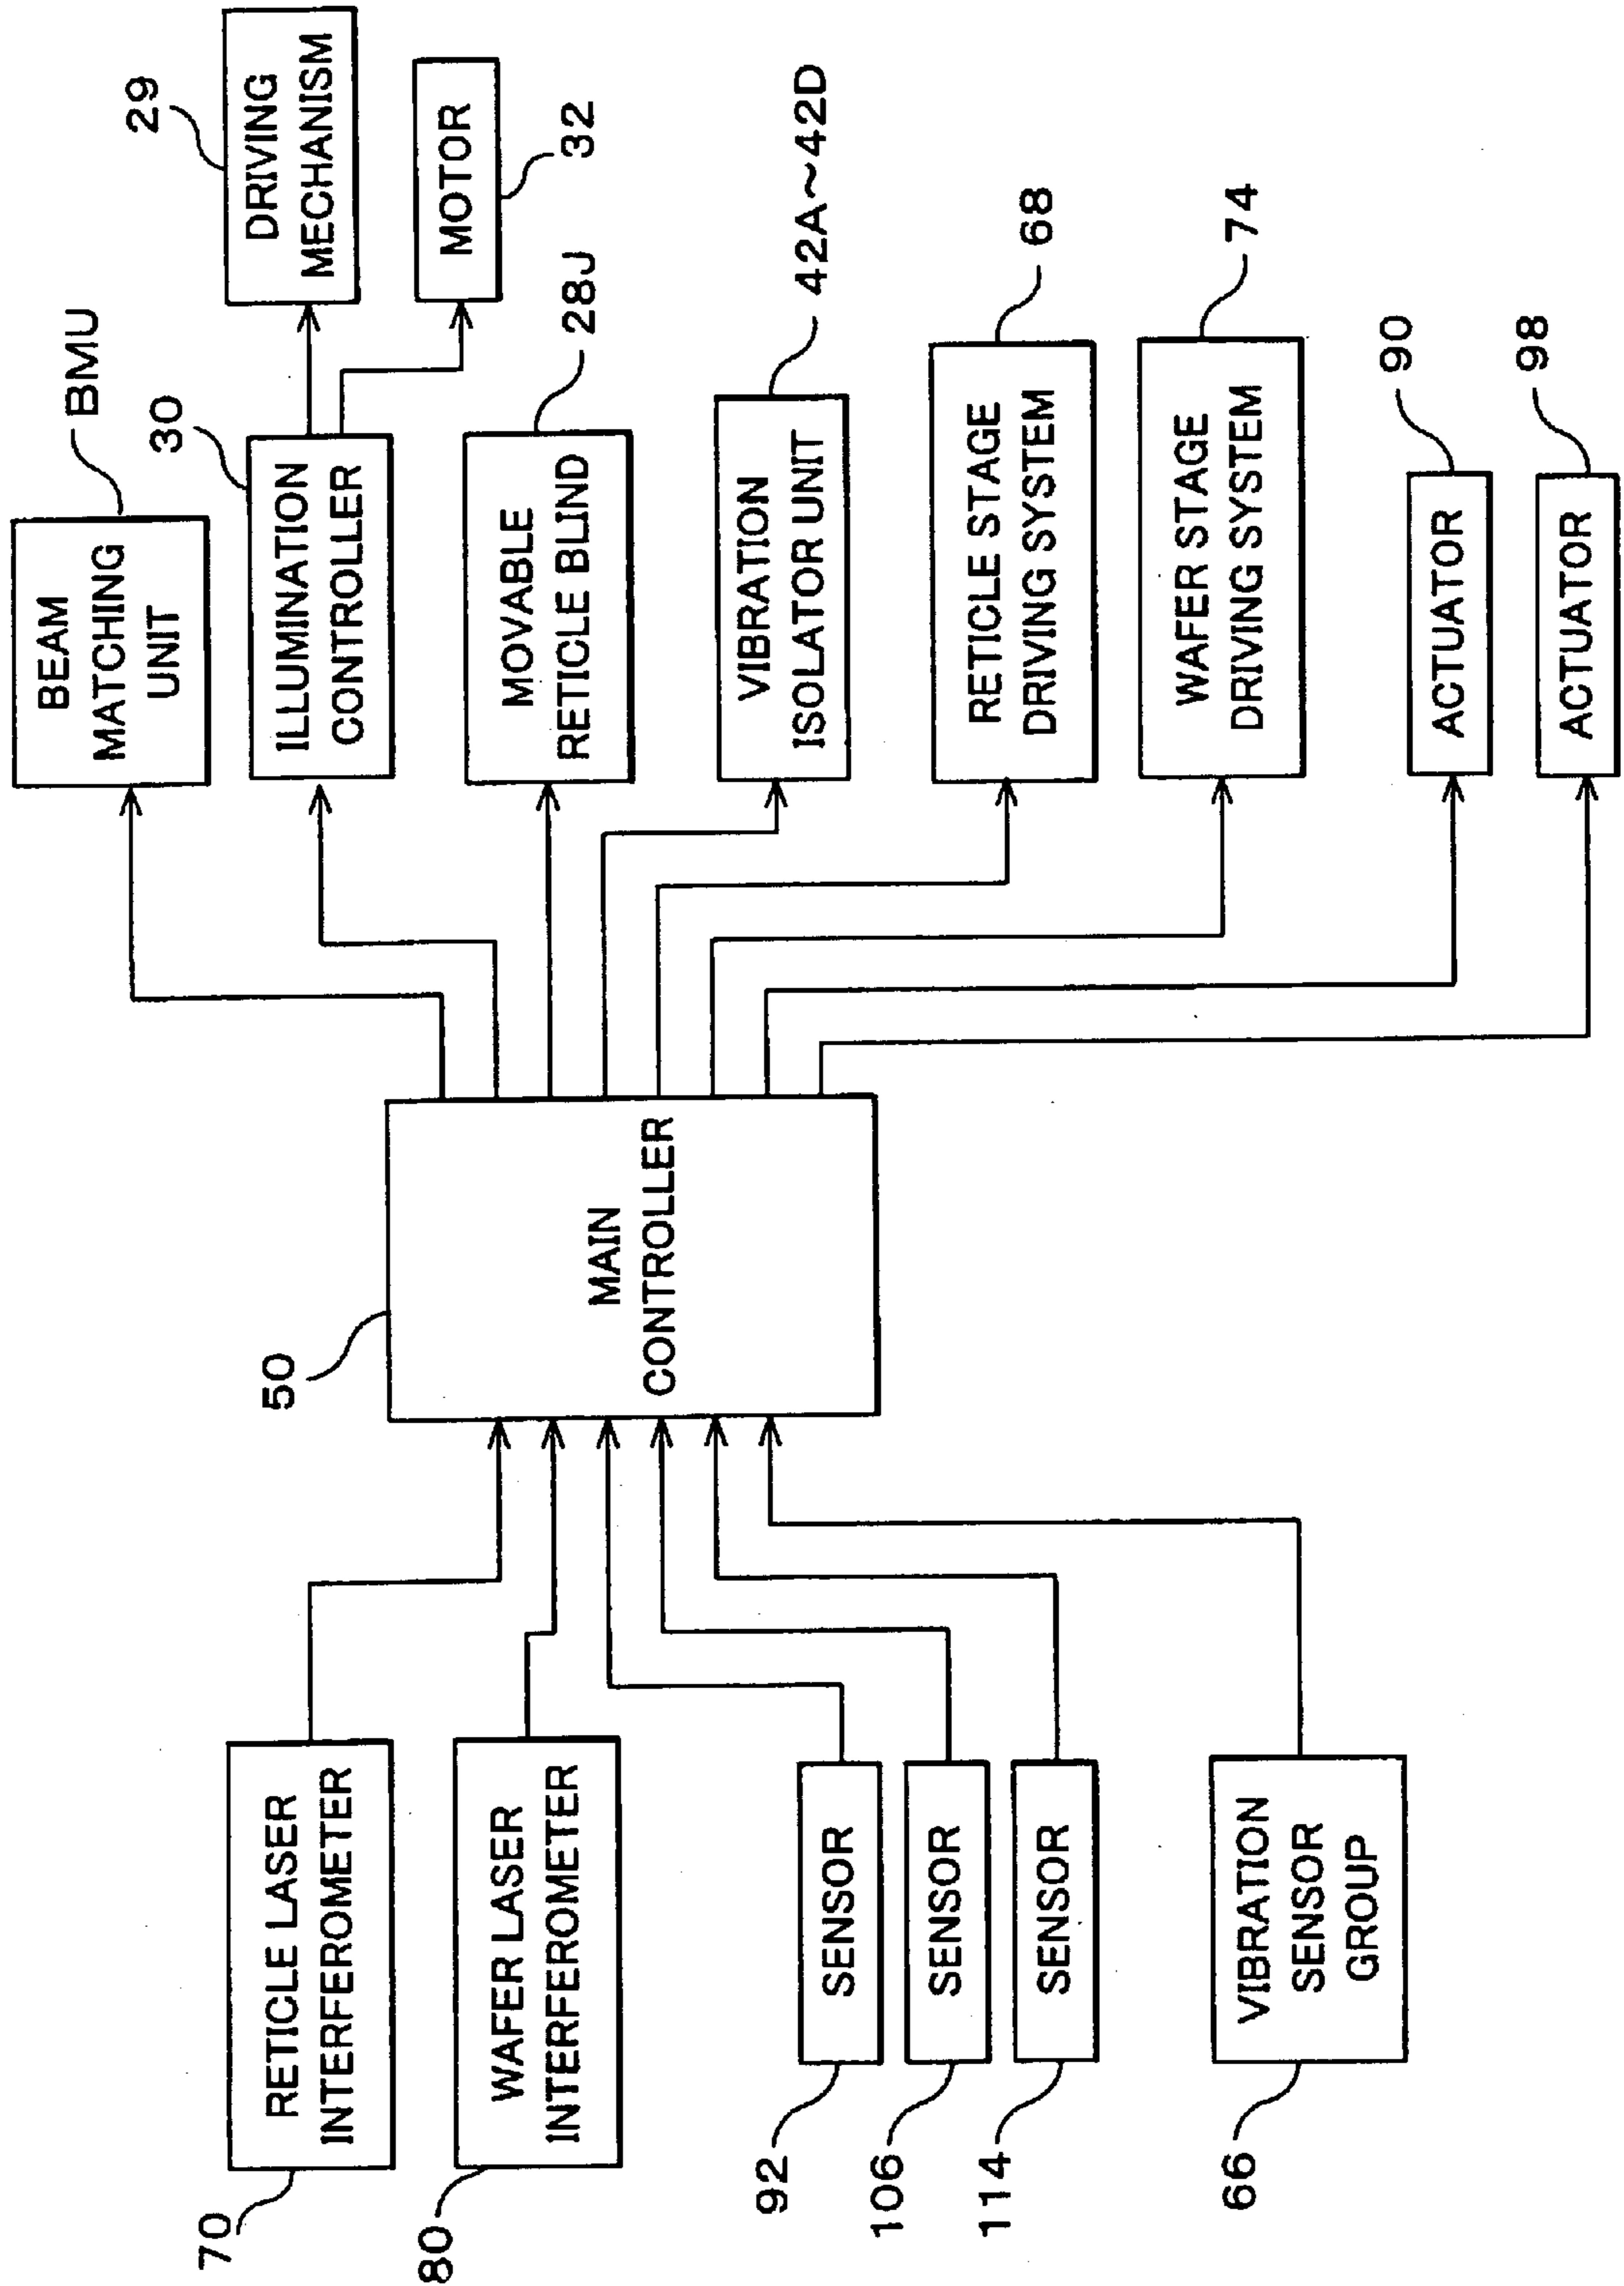 70
RETICLE LASER
INTERFEROMETER
80
WAFER LASER
INTERFEROMETER
92
SENSOR
106
SENSOR
114
SENSOR
66
VIBRATION
SENSOR
GROUP
50
MAIN
CONTROLLER
BMU
BEAM
MATCHING
UNIT
30
ILLUMINATION
CONTROLLER
29
DRIVING
MECHANISM
MOTOR
32
28J
MOVABLE
RETICLE BLIND
42A~42D
VIBRATION
ISOLATOR UNIT
68
RETICLE STAGE
DRIVING SYSTEM
74
WAFER STAGE
DRIVING SYSTEM
90
ACTUATOR
98
ACTUATOR